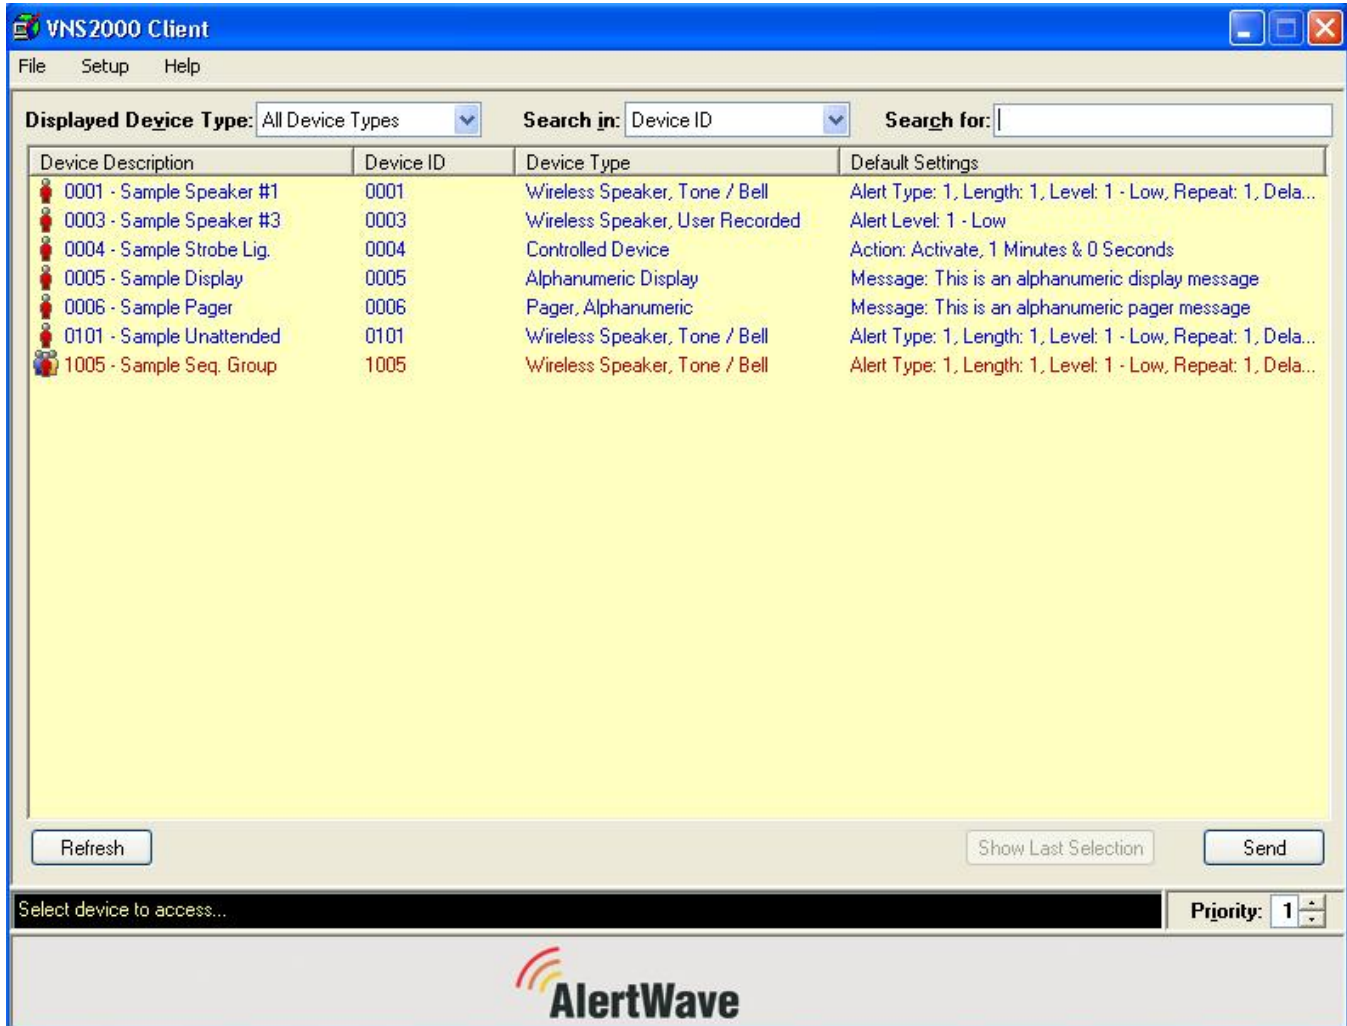 VNS2000 Client
File Setup Help
Displayed Device Type: All Device Types Search in: Device ID Search for:
Device Description Device ID Device Type Default Settings
0001 - Sample Speaker #1 0001 Wireless Speaker, Tone / Bell Alert Type: 1, Length: 1, Level: 1 - Low, Repeat: 1, Dela...
0003 - Sample Speaker #3 0003 Wireless Speaker, User Recorded Alert Level: 1 - Low
0004 - Sample Strobe Lig. 0004 Controlled Device Action: Activate, 1 Minutes & 0 Seconds
0005 - Sample Display 0005 Alphanumeric Display Message: This is an alphanumeric display message
0006 - Sample Pager 0006 Pager, Alphanumeric Message: This is an alphanumeric pager message
0101 - Sample Unattended 0101 Wireless Speaker, Tone / Bell Alert Type: 1, Length: 1, Level: 1 - Low, Repeat: 1, Dela...
1005 - Sample Seq. Group 1005 Wireless Speaker, Tone / Bell Alert Type: 1, Length: 1, Level: 1 - Low, Repeat: 1, Dela...
Refresh Show Last Selection Send
Select device to access... Priority: 1
AlertWave